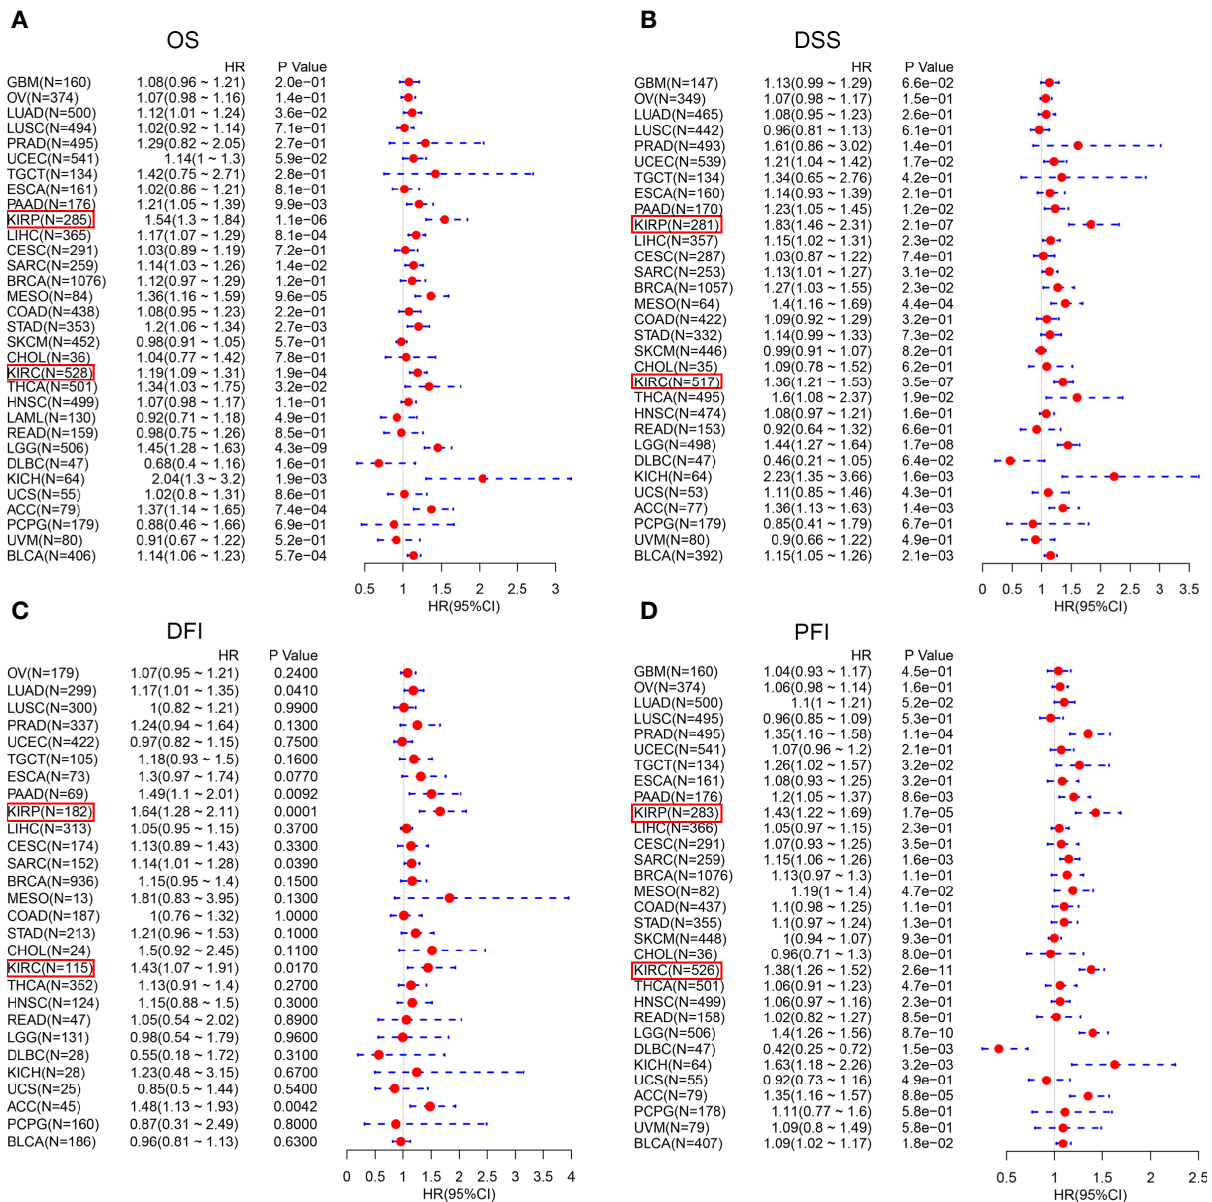 A
OS
HR P Value
GBM(N=160) 1.08(0.96 ~ 1.21) 2.0e−01
OV(N=374) 1.07(0.98 ~ 1.16) 1.4e−01
LUAD(N=500) 1.12(1.01 ~ 1.24) 3.6e−02
LUSC(N=494) 1.02(0.92 ~ 1.14) 7.1e−01
PRAD(N=495) 1.29(0.82 ~ 2.05) 2.7e−01
UCEC(N=541) 1.14(1 ~ 1.3) 5.9e−02
TGCT(N=134) 1.42(0.75 ~ 2.71) 2.8e−01
ESCA(N=161) 1.02(0.86 ~ 1.21) 8.1e−01
PAAD(N=176) 1.21(1.05 ~ 1.39) 9.9e−03
KIRP(N=285) 1.54(1.3 ~ 1.84) 1.1e−06
LIHC(N=365) 1.17(1.07 ~ 1.29) 8.1e−04
CESC(N=291) 1.03(0.89 ~ 1.19) 7.2e−01
SARC(N=259) 1.14(1.03 ~ 1.26) 1.4e−02
BRCA(N=1076) 1.12(0.97 ~ 1.29) 1.2e−01
MESO(N=84) 1.36(1.16 ~ 1.59) 9.6e−05
COAD(N=438) 1.08(0.95 ~ 1.23) 2.2e−01
STAD(N=353) 1.2(1.06 ~ 1.34) 2.7e−03
SKCM(N=452) 0.98(0.91 ~ 1.05) 5.7e−01
CHOL(N=36) 1.04(0.77 ~ 1.42) 7.8e−01
KIRC(N=528) 1.19(1.09 ~ 1.31) 1.9e−04
THCA(N=501) 1.34(1.03 ~ 1.75) 3.2e−02
HNSC(N=499) 1.07(0.98 ~ 1.17) 1.1e−01
LAML(N=130) 0.92(0.71 ~ 1.18) 4.9e−01
READ(N=159) 0.98(0.75 ~ 1.26) 8.5e−01
LGG(N=506) 1.45(1.28 ~ 1.63) 4.3e−09
DLBC(N=47) 0.68(0.4 ~ 1.16) 1.6e−01
KICH(N=64) 2.04(1.3 ~ 3.2) 1.9e−03
UCS(N=55) 1.02(0.8 ~ 1.31) 8.6e−01
ACC(N=79) 1.37(1.14 ~ 1.65) 7.4e−04
PCPG(N=179) 0.88(0.46 ~ 1.66) 6.9e−01
UVM(N=80) 0.91(0.67 ~ 1.22) 5.2e−01
BLCA(N=406) 1.14(1.06 ~ 1.23) 5.7e−04
0.5 1 1.5 2 2.5 3
HR(95%CI)
B
DSS
HR P Value
GBM(N=147) 1.13(0.99 ~ 1.29) 6.6e−02
OV(N=349) 1.07(0.98 ~ 1.17) 1.5e−01
LUAD(N=465) 1.08(0.95 ~ 1.23) 2.6e−01
LUSC(N=442) 0.96(0.81 ~ 1.13) 6.1e−01
PRAD(N=493) 1.61(0.86 ~ 3.02) 1.4e−01
UCEC(N=539) 1.21(1.04 ~ 1.42) 1.7e−02
TGCT(N=134) 1.34(0.65 ~ 2.76) 4.2e−01
ESCA(N=160) 1.14(0.93 ~ 1.39) 2.1e−01
PAAD(N=170) 1.23(1.05 ~ 1.45) 1.2e−02
KIRP(N=281) 1.83(1.46 ~ 2.31) 2.1e−07
LIHC(N=357) 1.15(1.02 ~ 1.31) 2.3e−02
CESC(N=287) 1.03(0.87 ~ 1.22) 7.4e−01
SARC(N=253) 1.13(1.01 ~ 1.27) 3.1e−02
BRCA(N=1057) 1.27(1.03 ~ 1.55) 2.3e−02
MESO(N=64) 1.4(1.16 ~ 1.69) 4.4e−04
COAD(N=422) 1.09(0.92 ~ 1.29) 3.2e−01
STAD(N=332) 1.14(0.99 ~ 1.33) 7.3e−02
SKCM(N=446) 0.99(0.91 ~ 1.07) 8.2e−01
CHOL(N=35) 1.09(0.78 ~ 1.52) 6.2e−01
KIRC(N=517) 1.36(1.21 ~ 1.53) 3.5e−07
THCA(N=495) 1.6(1.08 ~ 2.37) 1.9e−02
HNSC(N=474) 1.08(0.97 ~ 1.21) 1.6e−01
READ(N=153) 0.92(0.64 ~ 1.32) 6.6e−01
LGG(N=498) 1.44(1.27 ~ 1.64) 1.7e−08
DLBC(N=47) 0.46(0.21 ~ 1.05) 6.4e−02
KICH(N=64) 2.23(1.35 ~ 3.66) 1.6e−03
UCS(N=53) 1.11(0.85 ~ 1.46) 4.3e−01
ACC(N=77) 1.36(1.13 ~ 1.63) 1.4e−03
PCPG(N=179) 0.85(0.41 ~ 1.79) 6.7e−01
UVM(N=80) 0.9(0.66 ~ 1.22) 4.9e−01
BLCA(N=392) 1.15(1.05 ~ 1.26) 2.1e−03
0 0.5 1 1.5 2 2.5 3 3.5
HR(95%CI)
C
DFI
HR P Value
OV(N=179) 1.07(0.95 ~ 1.21) 0.2400
LUAD(N=299) 1.17(1.01 ~ 1.35) 0.0410
LUSC(N=300) 1(0.82 ~ 1.21) 0.9900
PRAD(N=337) 1.24(0.94 ~ 1.64) 0.1300
UCEC(N=422) 0.97(0.82 ~ 1.15) 0.7500
TGCT(N=105) 1.18(0.93 ~ 1.5) 0.1600
ESCA(N=73) 1.3(0.97 ~ 1.74) 0.0770
PAAD(N=69) 1.49(1.1 ~ 2.01) 0.0092
KIRP(N=182) 1.64(1.28 ~ 2.11) 0.0001
LIHC(N=313) 1.05(0.95 ~ 1.15) 0.3700
CESC(N=174) 1.13(0.89 ~ 1.43) 0.3300
SARC(N=152) 1.14(1.01 ~ 1.28) 0.0390
BRCA(N=936) 1.15(0.95 ~ 1.4) 0.1500
MESO(N=13) 1.81(0.83 ~ 3.95) 0.1300
COAD(N=187) 1(0.76 ~ 1.32) 1.0000
STAD(N=213) 1.21(0.96 ~ 1.53) 0.1000
CHOL(N=24) 1.5(0.92 ~ 2.45) 0.1100
KIRC(N=115) 1.43(1.07 ~ 1.91) 0.0170
THCA(N=352) 1.13(0.91 ~ 1.4) 0.2700
HNSC(N=124) 1.15(0.88 ~ 1.5) 0.3000
READ(N=47) 1.05(0.54 ~ 2.02) 0.8900
LGG(N=131) 0.98(0.54 ~ 1.79) 0.9600
DLBC(N=28) 0.55(0.18 ~ 1.72) 0.3100
KICH(N=28) 1.23(0.48 ~ 3.15) 0.6700
UCS(N=25) 0.85(0.5 ~ 1.44) 0.5400
ACC(N=45) 1.48(1.13 ~ 1.93) 0.0042
PCPG(N=160) 0.87(0.31 ~ 2.49) 0.8000
BLCA(N=186) 0.96(0.81 ~ 1.13) 0.6300
0 0.5 1 1.5 2 2.5 3 3.5 4
HR(95%CI)
D
PFI
HR P Value
GBM(N=160) 1.04(0.93 ~ 1.17) 4.5e−01
OV(N=374) 1.06(0.98 ~ 1.14) 1.6e−01
LUAD(N=500) 1.1(1 ~ 1.21) 5.2e−02
LUSC(N=495) 0.96(0.85 ~ 1.09) 5.3e−01
PRAD(N=495) 1.35(1.16 ~ 1.58) 1.1e−04
UCEC(N=541) 1.07(0.96 ~ 1.2) 2.1e−01
TGCT(N=134) 1.26(1.02 ~ 1.57) 3.2e−02
ESCA(N=161) 1.08(0.93 ~ 1.25) 3.2e−01
PAAD(N=176) 1.2(1.05 ~ 1.37) 8.6e−03
KIRP(N=283) 1.43(1.22 ~ 1.69) 1.7e−05
LIHC(N=366) 1.05(0.97 ~ 1.15) 2.3e−01
CESC(N=291) 1.07(0.93 ~ 1.25) 3.5e−01
SARC(N=259) 1.15(1.06 ~ 1.26) 1.6e−03
BRCA(N=1076) 1.13(0.97 ~ 1.3) 1.1e−01
MESO(N=82) 1.19(1 ~ 1.4) 4.7e−02
COAD(N=437) 1.1(0.98 ~ 1.25) 1.1e−01
STAD(N=355) 1.1(0.97 ~ 1.24) 1.3e−01
SKCM(N=448) 1(0.94 ~ 1.07) 9.3e−01
CHOL(N=36) 0.96(0.71 ~ 1.3) 8.0e−01
KIRC(N=526) 1.38(1.26 ~ 1.52) 2.6e−11
THCA(N=501) 1.06(0.91 ~ 1.23) 4.7e−01
HNSC(N=499) 1.06(0.97 ~ 1.16) 2.3e−01
READ(N=158) 1.02(0.82 ~ 1.27) 8.5e−01
LGG(N=506) 1.4(1.26 ~ 1.56) 8.7e−10
DLBC(N=47) 0.42(0.25 ~ 0.72) 1.5e−03
KICH(N=64) 1.63(1.18 ~ 2.26) 3.2e−03
UCS(N=55) 0.92(0.73 ~ 1.16) 4.9e−01
ACC(N=79) 1.35(1.16 ~ 1.57) 8.8e−05
PCPG(N=178) 1.11(0.77 ~ 1.6) 5.8e−01
UVM(N=79) 1.09(0.8 ~ 1.49) 5.8e−01
BLCA(N=407) 1.09(1.02 ~ 1.17) 1.8e−02
0.5 1 1.5 2 2.5
HR(95%CI)